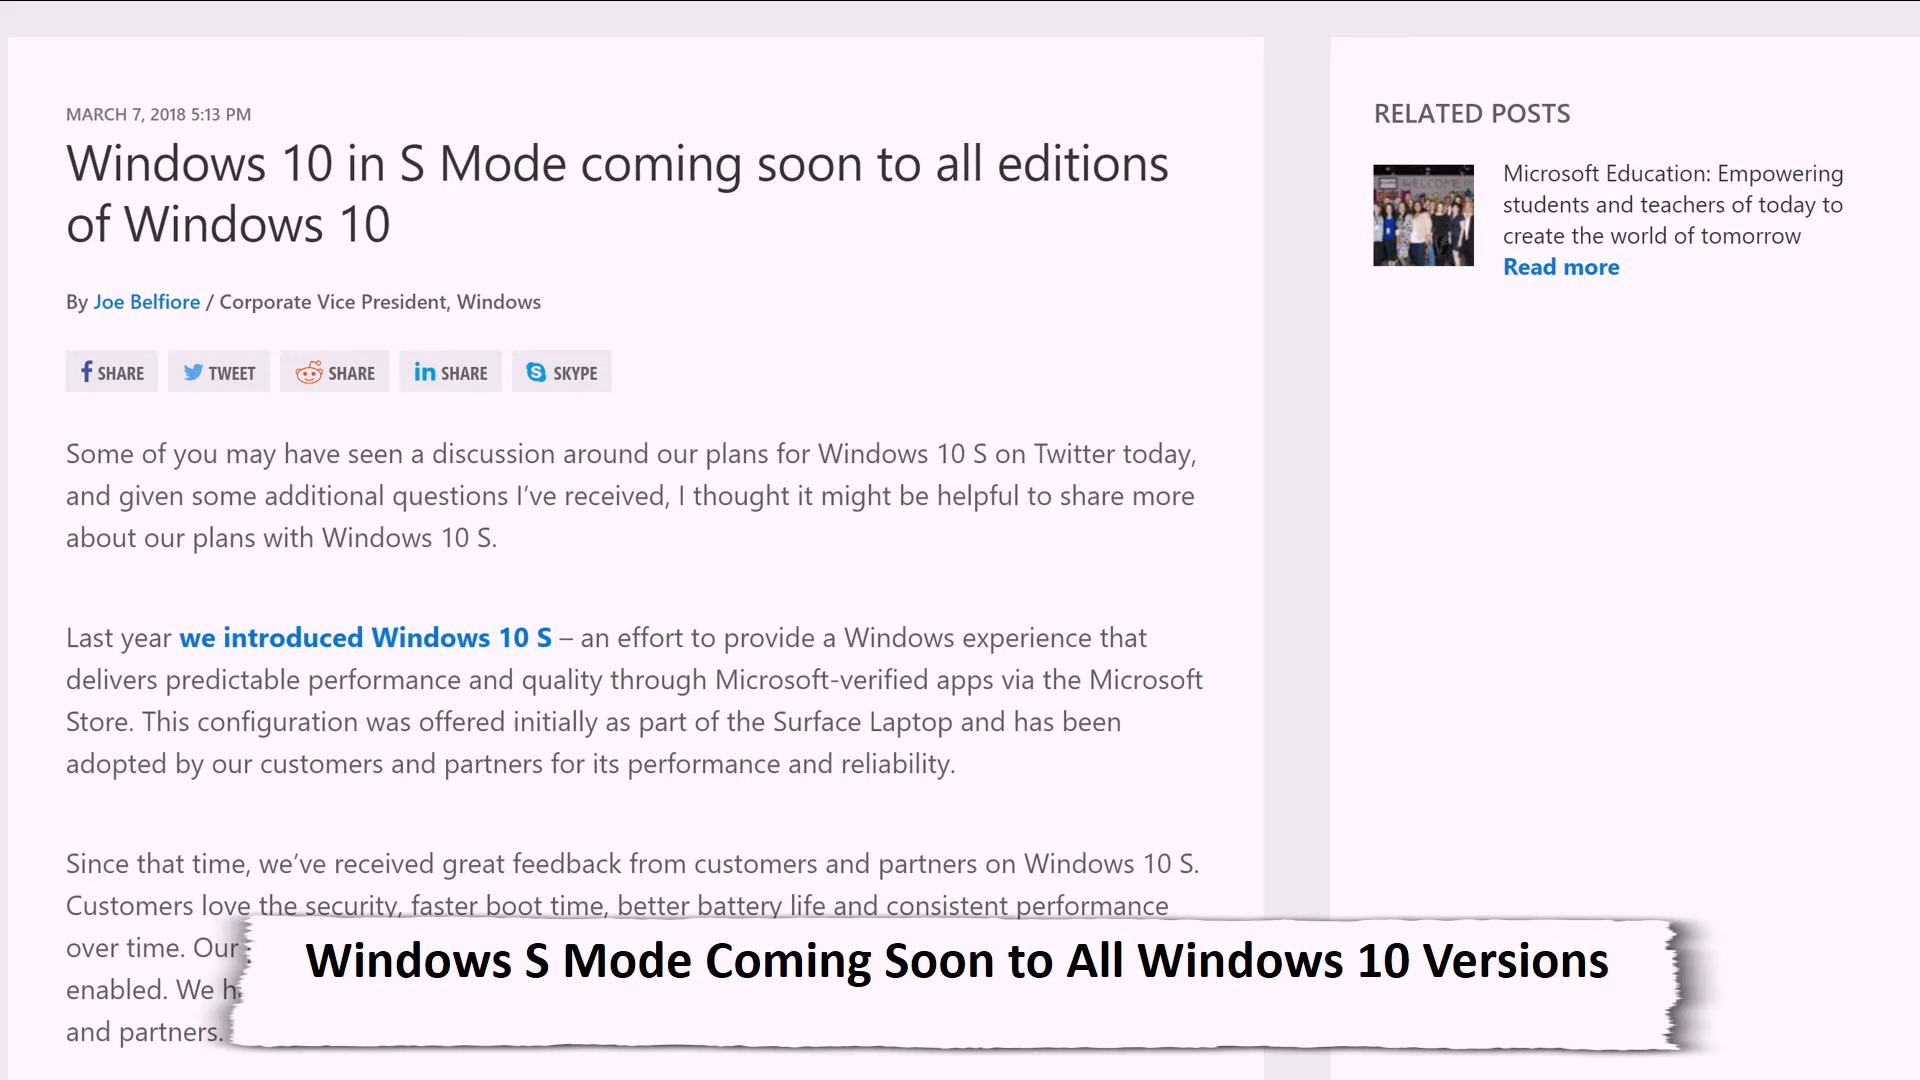 MARCH 7, 2018 5:13 PM
Windows 10 in S Mode coming soon to all editions
of Windows 10
By Joe Belfiore / Corporate Vice President, Windows
SHARE TWEET SHARE in SHARE SKYPE
Some of you may have seen a discussion around our plans for Windows 10 S on Twitter today,
and given some additional questions I’ve received, I thought it might be helpful to share more
about our plans with Windows 10 S.
Last year we introduced Windows 10 S – an effort to provide a Windows experience that
delivers predictable performance and quality through Microsoft-verified apps via the Microsoft
Store. This configuration was offered initially as part of the Surface Laptop and has been
adopted by our customers and partners for its performance and reliability.
Since that time, we’ve received great feedback from customers and partners on Windows 10 S.
Customers love the security, faster boot time, better battery life and consistent performance
over time. Our
enabled. We
and partners.
RELATED POSTS
Microsoft Education: Empowering
students and teachers of today to
create the world of tomorrow
Read more
Windows S Mode Coming Soon to All Windows 10 Versions